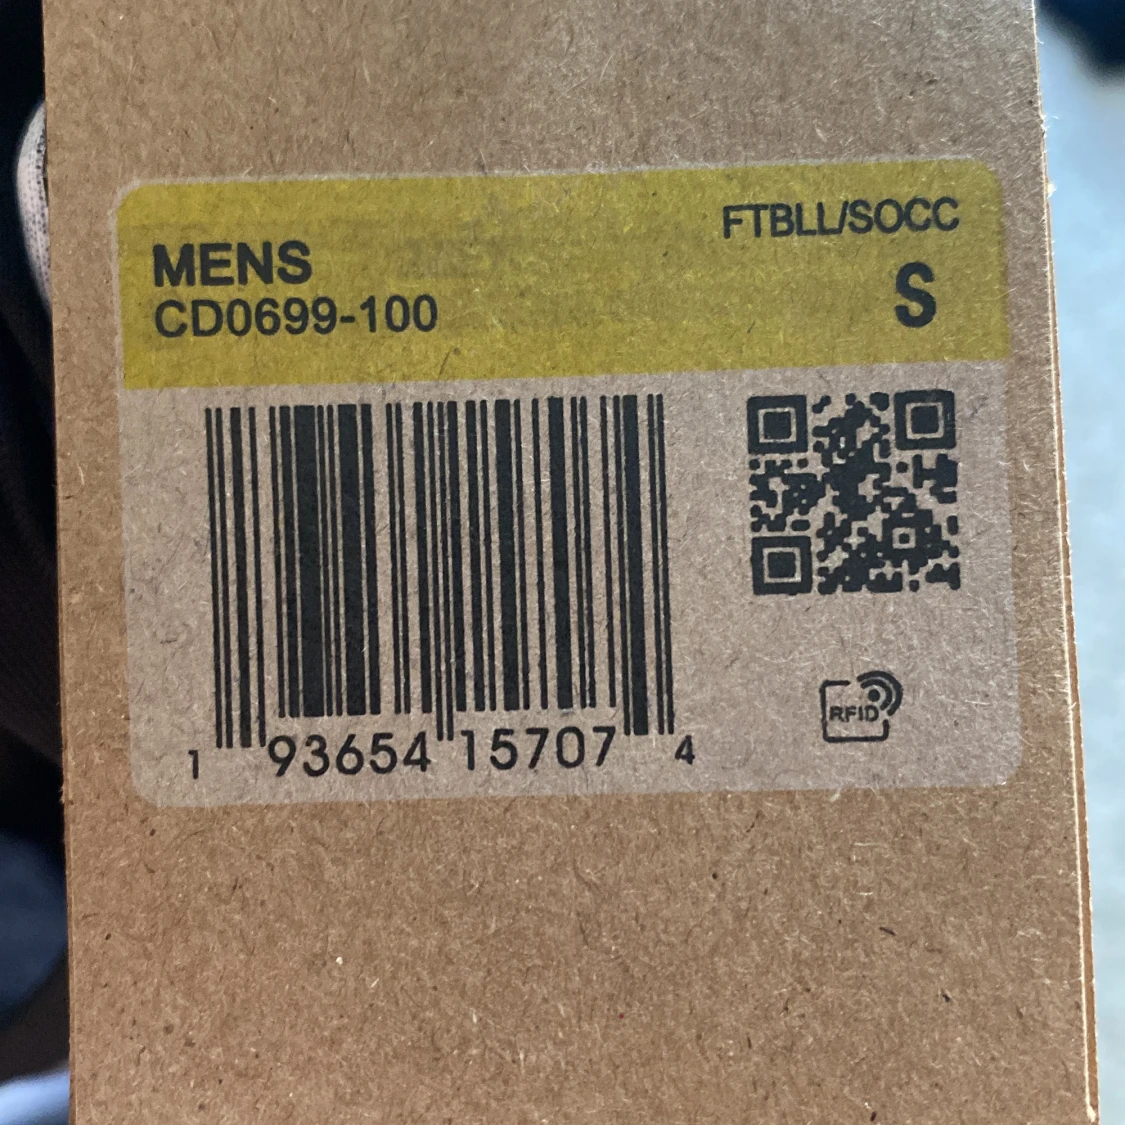 FTBLL/SOCC
MENS
S
CD0699-100
1 93654 15707 4
RFID